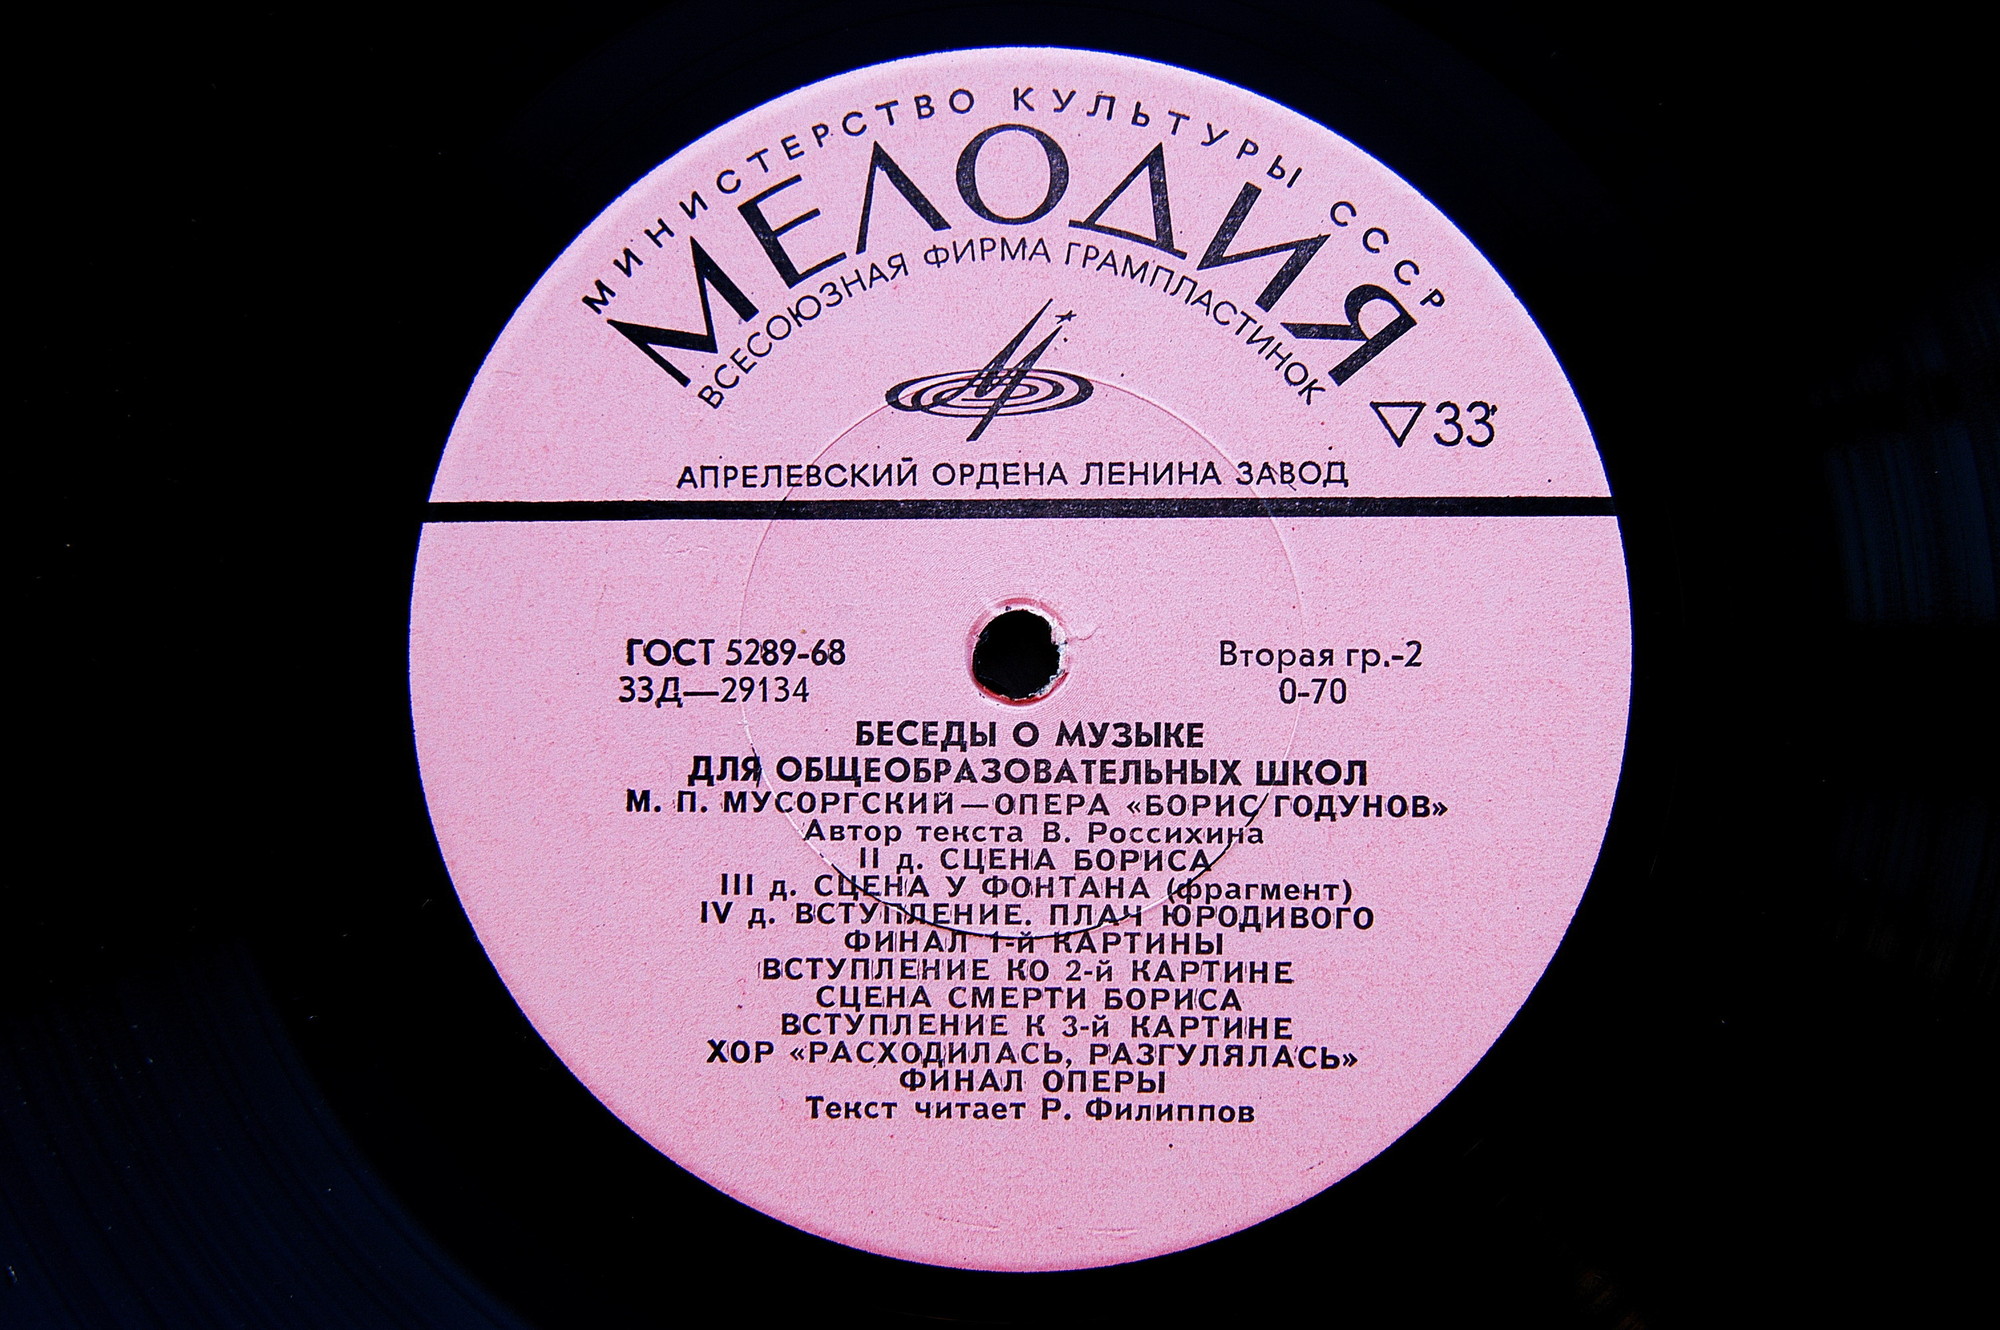 МИНИСТЕРСТВО КУЛЬТУРЫ СССР
МЕЛОДИЯ
ВСЕСОЮЗНАЯ ФИРМА ГРАМПЛАСТИНОК
33
АПРЕЛЕВСКИЙ ОРДЕНА ЛЕНИНА ЗАВОД
ГОСТ 5289-68
33Д—29134
Вторая гр.-2
0-70
БЕСЕДЫ О МУЗЫКЕ
ДЛЯ ОБЩЕОБРАЗОВАТЕЛЬНЫХ ШКОЛ
М. П. МУСОРГСКИЙ—ОПЕРА «БОРИС ГОДУНОВ»
Автор текста В. Россихина
II д. СЦЕНА БОРИСА
III д. СЦЕНА У ФОНТАНА (фрагмент)
IV д. ВСТУПЛЕНИЕ. ПЛАЧ ЮРОДИВОГО
ФИНАЛ 1-й КАРТИНЫ
ВСТУПЛЕНИЕ КО 2-й КАРТИНЕ
СЦЕНА СМЕРТИ БОРИСА
ВСТУПЛЕНИЕ К 3-й КАРТИНЕ
ХОР «РАСХОДИЛАСЬ, РАЗГУЛЯЛАСЬ»
ФИНАЛ ОПЕРЫ
Текст читает Р. Филиппов